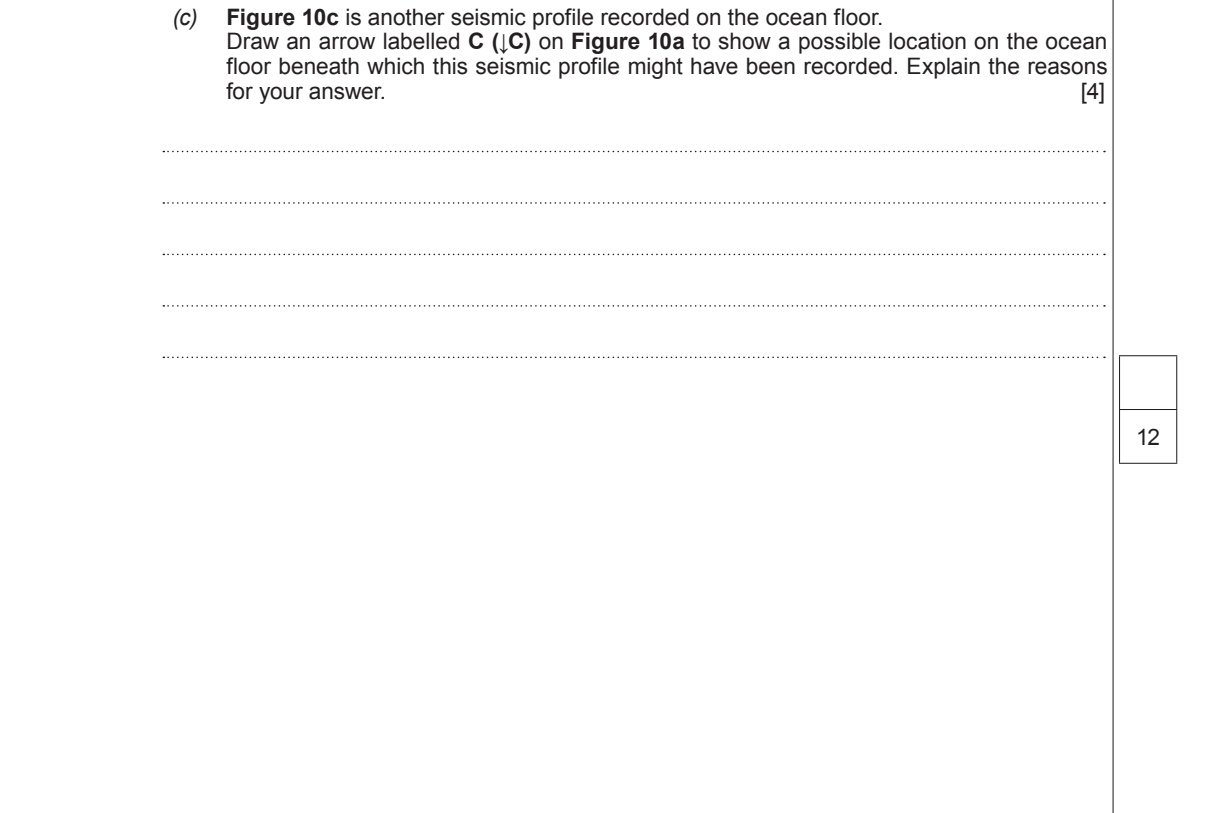 (c) Figure 10c is another seismic profile recorded on the ocean floor.
Draw an arrow labelled C (↓C) on Figure 10a to show a possible location on the ocean
floor beneath which this seismic profile might have been recorded. Explain the reasons
for your answer. [4]
12